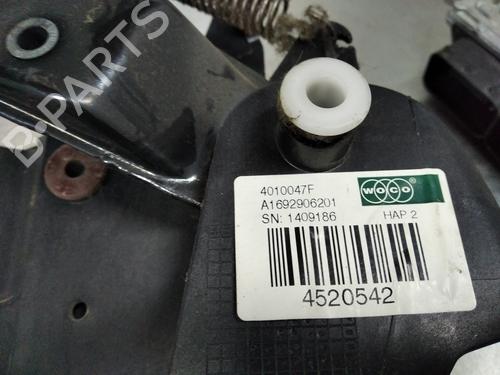 B-PARTS
4010047F
WOCO
A1692906201
SN: 1409186
HAP 2
4520542